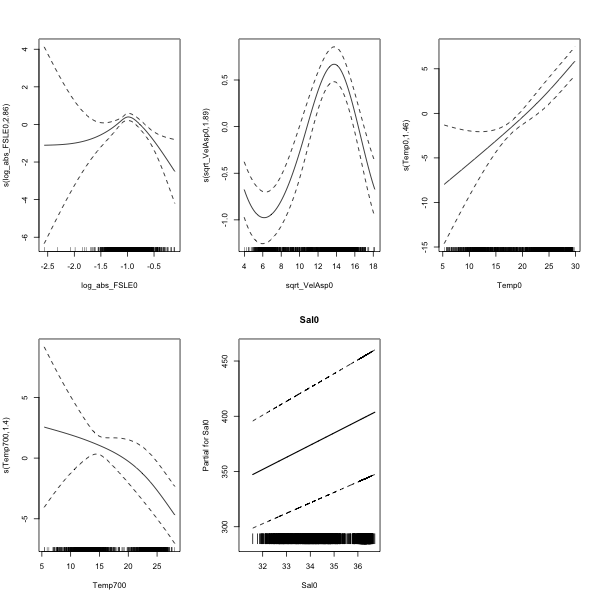 4
2
0
-2
-4
-6
-2.5 -2.0 -1.5 -1.0 -0.5
log_abs_FSLE0
s(log_abs_FSLE0,2.86)
0.5
0.0
-0.5
-1.0
4 6 8 10 12 14 16 18
sqrt_VelAsp0
s(sqrt_VelAsp0,1.89)
5
0
-5
-10
-15
5 10 15 20 25 30
Temp0
s(Temp0,1.46)
5
0
-5
5 10 15 20 25
Temp700
s(Temp700,1.4)
Sal0
450
400
350
300
32 33 34 35 36
Sal0
Partial for Sal0